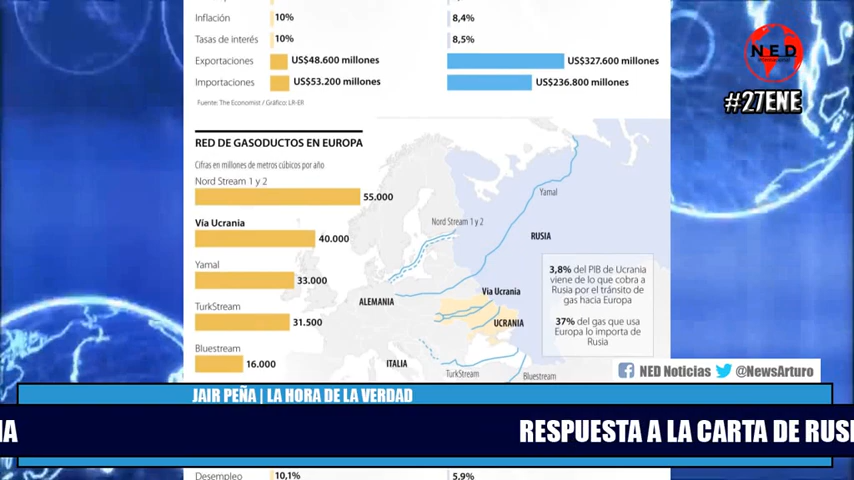 Inflación 10% 8,4%
Tasas de interés 10% 8,5%
Exportaciones US$48.600 millones US$327.600 millones
Importaciones US$53.200 millones US$236.800 millones
Fuente: The Economist / Gráfico: LR-ER
NED
#27ENE
RED DE GASODUCTOS EN EUROPA
Cifras en millones de metros cúbicos por año
Nord Stream 1 y 2
55.000
Vía Ucrania
40.000
Yamal
33.000
TurkStream
31.500
Bluestream
16.000
Yamal
Nord Stream 1 y 2
RUSIA
Vía Ucrania
ALEMANIA
UCRANIA
ITALIA
TurkStream
Bluestream
3,8% del PIB de Ucrania
viene de lo que cobra a
Rusia por el tránsito de
gas hacia Europa
37% del gas que usa
Europa lo importa de
Rusia
NED Noticias @NewsArturo
JAIR PEÑA | LA HORA DE LA VERDAD
IA RESPUESTA A LA CARTA DE RUSI
Desempleo 10,1% 5.9%